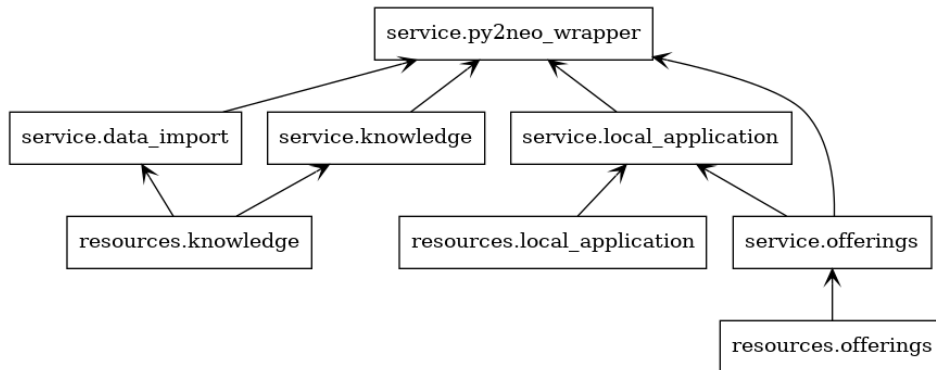 service.py2neo_wrapper
service.data_import
service.knowledge
service.local_application
resources.knowledge
resources.local_application
service.offerings
resources.offerings